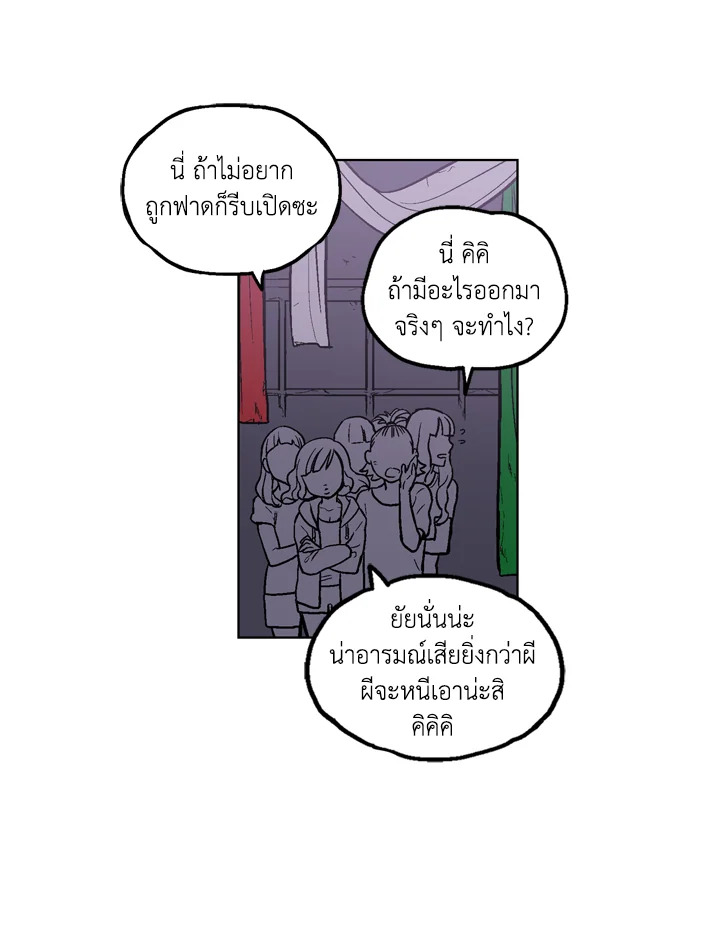 นี่ ถ้าไม่อยาก
ถูกฟาดก็รีบเปิดซะ
นี่ คิคิ
ถ้ามีอะไรออกมา
จริงๆ จะทำไง?
ยัยนั่นน่ะ
น่าอารมณ์เสียยิ่งกว่าผี
ผีจะหนีเอาน่ะสิ
คิคิคิ